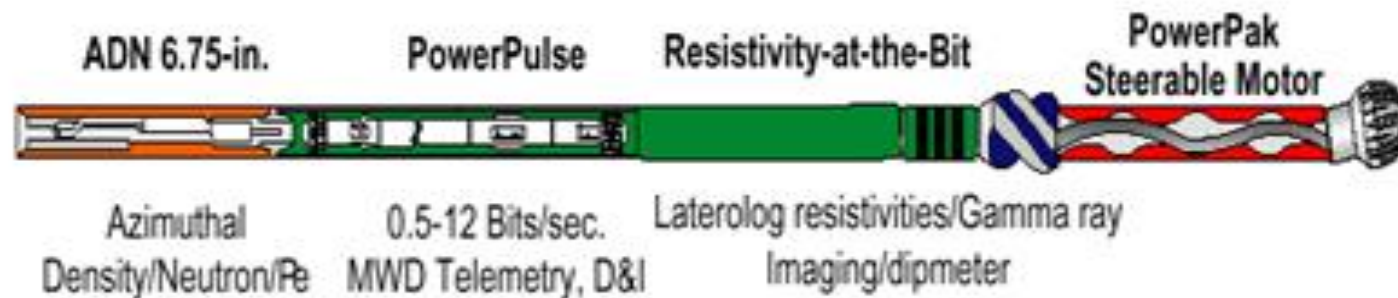 ADN 6.75-in.
PowerPulse
Resistivity-at-the-Bit
PowerPak
Steerable Motor
Azimuthal
Density/Neutron/Pe
0.5-12 Bits/sec.
MWD Telemetry, D&I
Laterolog resistivities/Gamma ray
Imaging/dipmeter